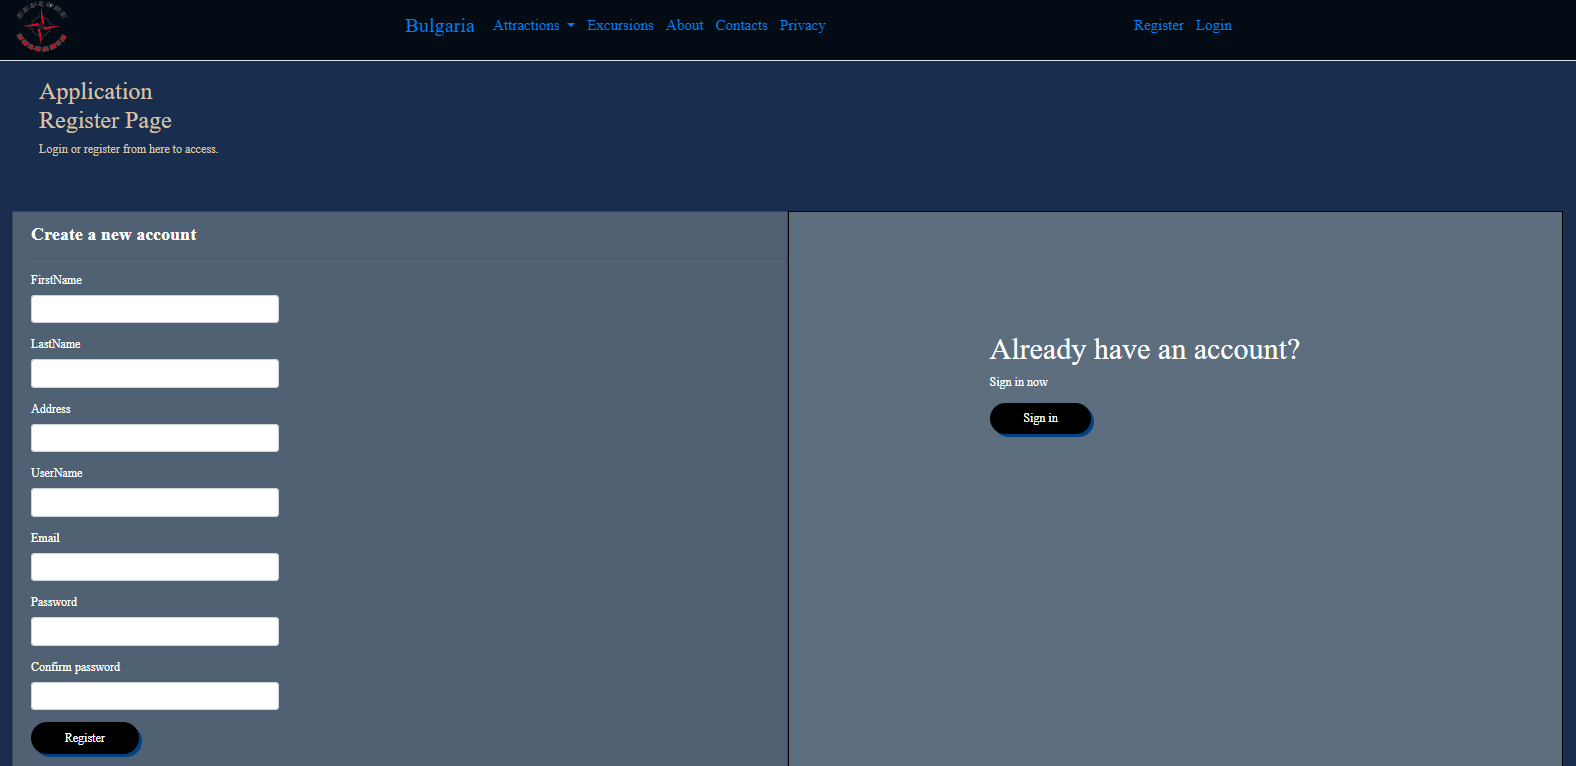 Bulgaria Attractions Excursions About Contacts Privacy Register Login
Application
Register Page
Login or register from here to access.
Create a new account
FirstName
LastName
Address
UserName
Email
Password
Confirm password
Register
Already have an account?
Sign in now
Sign in